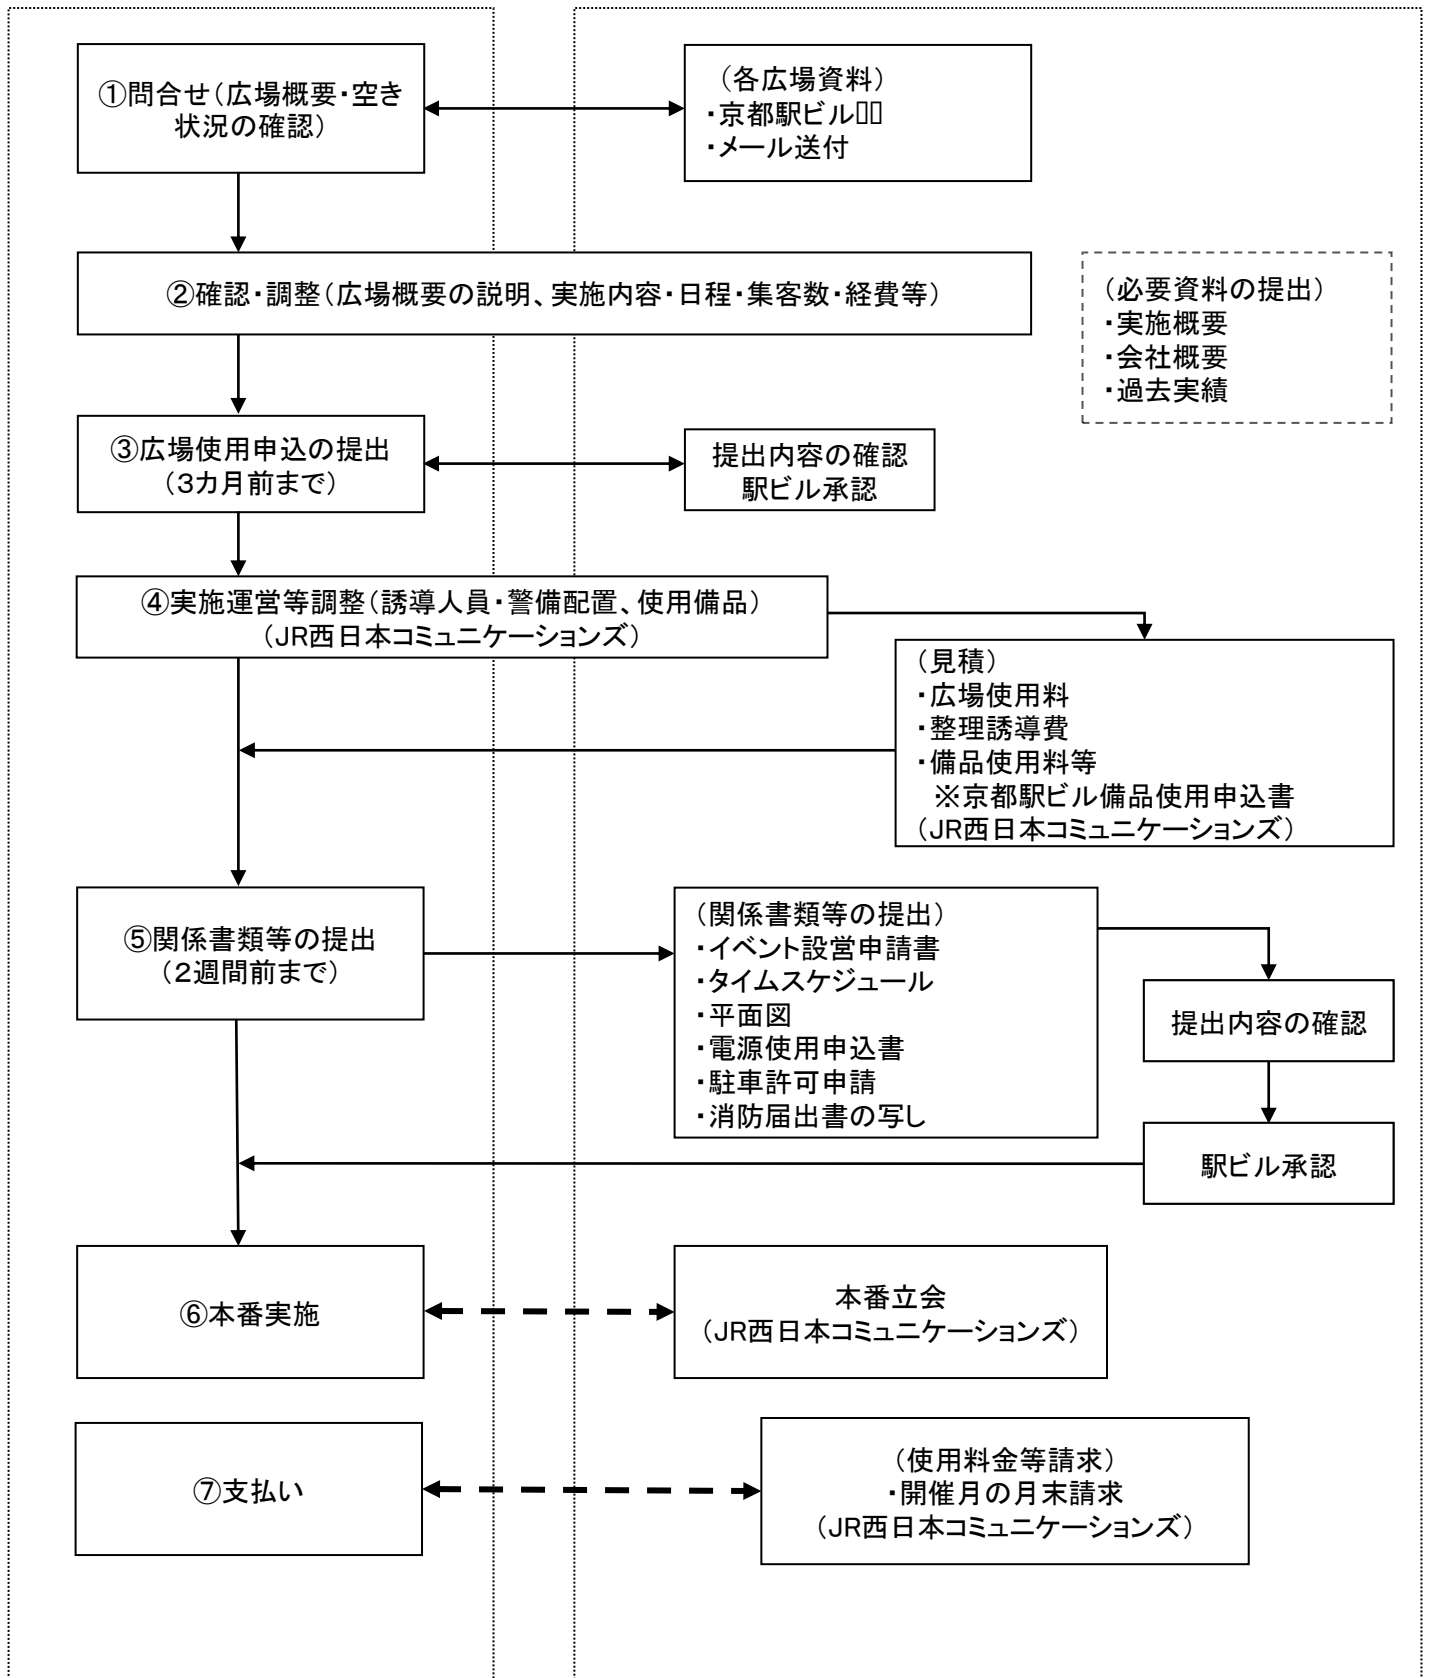 ①問合せ（広場概要・空き
状況の確認）
（各広場資料）
・京都駅ビル
・メール送付
②確認・調整（広場概要の説明、実施内容・日程・集客数・経費等）
（必要資料の提出）
・実施概要
・会社概要
・過去実績
③広場使用申込の提出
（３カ月前まで）
提出内容の確認
駅ビル承認
④実施運営等調整（誘導人員・警備配置、使用備品）
（JR西日本コミュニケーションズ）
（見積）
・広場使用料
・整理誘導費
・備品使用料等
※京都駅ビル備品使用申込書
（JR西日本コミュニケーションズ）
⑤関係書類等の提出
（２週間前まで）
（関係書類等の提出）
・イベント設営申請書
・タイムスケジュール
・平面図
・電源使用申込書
・駐車許可申請
・消防届出書の写し
提出内容の確認
駅ビル承認
⑥本番実施
本番立会
（JR西日本コミュニケーションズ）
⑦支払い
（使用料金等請求）
・開催月の月末請求
（JR西日本コミュニケーションズ）